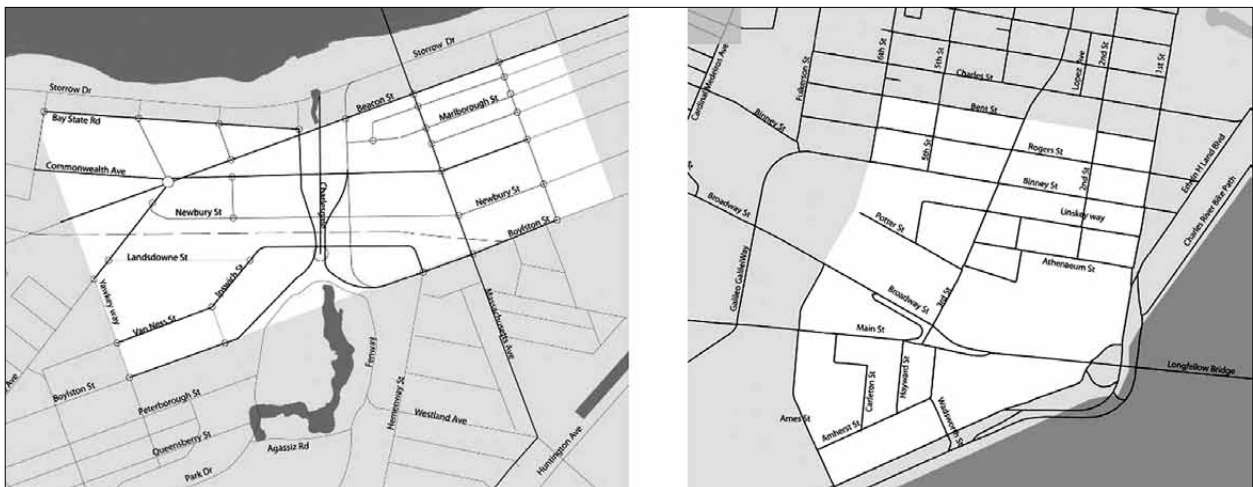 Storrow Dr
Storrow Dr
Bay State Rd
Beacon St
Marlborough St
Commonwealth Ave
Charlesgate
Newbury St
Newbury St
Boylston St
Landsdowne St
Ipswich St
Yawkey way
Van Ness St
Massachusetts Ave
Fenway
Boylston St
Peterborough St
Hemenway St
Westland Ave
Queensberry St
Agassiz Rd
Park Dr
Huntington Ave
Ave
Cardinal Medeiros Ave
Fulkerson St
6th St
5th St
Lopez Ave
2nd St
1st St
Charles St
Bent St
Binney St
Rogers St
5th St
2nd St
Binney St
Edwin H Land Blvd
Charles River Bike Path
Broadway St
Potter St
Linskey way
Athenaeum St
Galileo GalileiWay
3rd St
Broadway St
Main St
Longfellow Bridge
Carleton St
Hayward St
Wadsworth St
Ames St
Amherst St